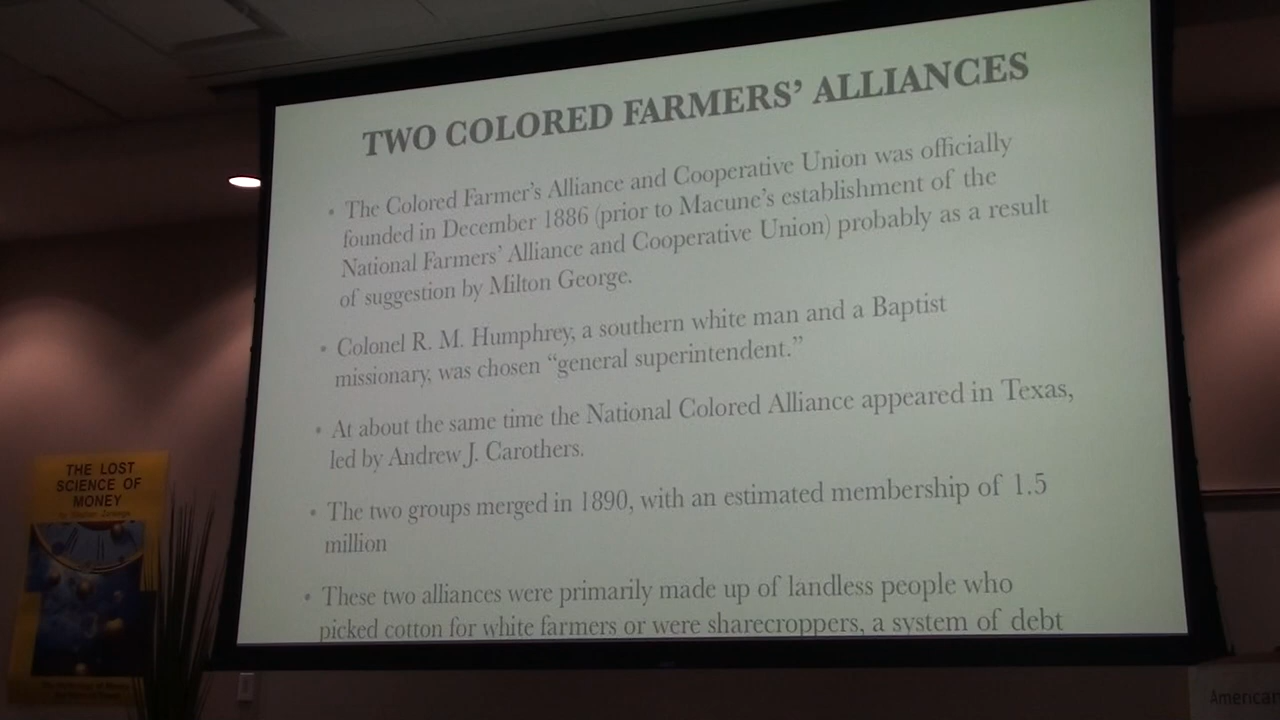 TWO COLORED FARMERS' ALLIANCES
• The Colored Farmer's Alliance and Cooperative Union was officially
founded in December 1886 (prior to Macune's establishment of the
National Farmers' Alliance and Cooperative Union) probably as a result
of suggestion by Milton George.
• Colonel R. M. Humphrey, a southern white man and a Baptist
missionary, was chosen “general superintendent.”
• At about the same time the National Colored Alliance appeared in Texas,
led by Andrew J. Carothers.
• The two groups merged in 1890, with an estimated membership of 1.5
million
• These two alliances were primarily made up of landless people who
picked cotton for white farmers or were sharecroppers, a system of debt
THE LOST
SCIENCE OF
MONEY
by Stephen Zarlenga
American